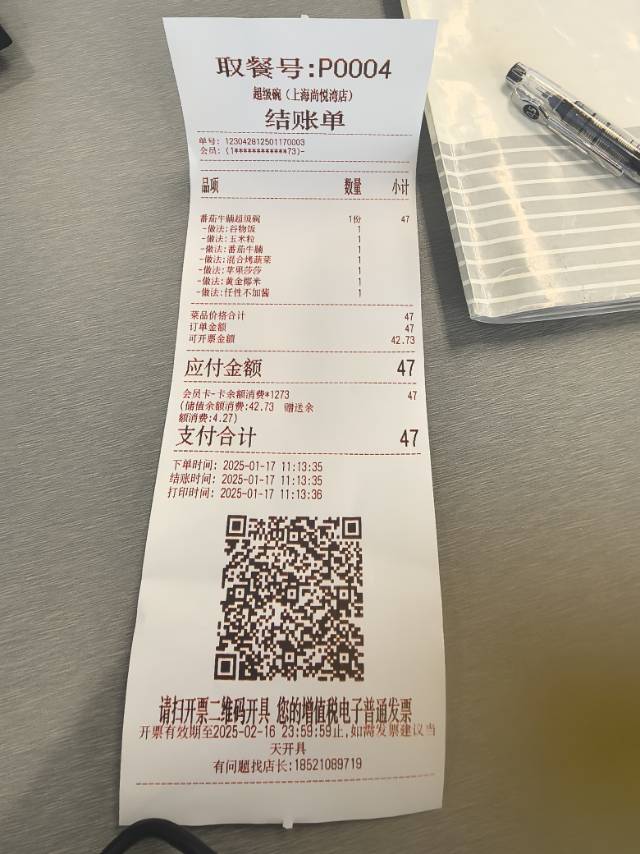 取餐号:P0004
超级碗（上海尚悦湾店）
结账单
单号: 123042812501170003
会员: (1************73)-
品项 数量 小计
番茄牛腩超级碗 1份 47
-做法:谷物饭 1
-做法:玉米粒 1
-做法:番茄牛腩 1
-做法:混合烤蔬菜 1
-做法:苹果莎莎 1
-做法:黄金椰米 1
-做法:任性不加酱 1
菜品价格合计 47
订单金额 47
可开票金额 42.73
应付金额 47
会员卡-卡余额消费*1273 47
(储值余额消费:42.73 赠送余
额消费:4.27)
支付合计 47
下单时间: 2025-01-17 11:13:35
结账时间: 2025-01-17 11:13:35
打印时间: 2025-01-17 11:13:36
请扫开票二维码开具 您的增值税电子普通发票
开票有效期至2025-02-16 23:59:59止,如需发票建议当
天开具
有问题找店长:18521089719